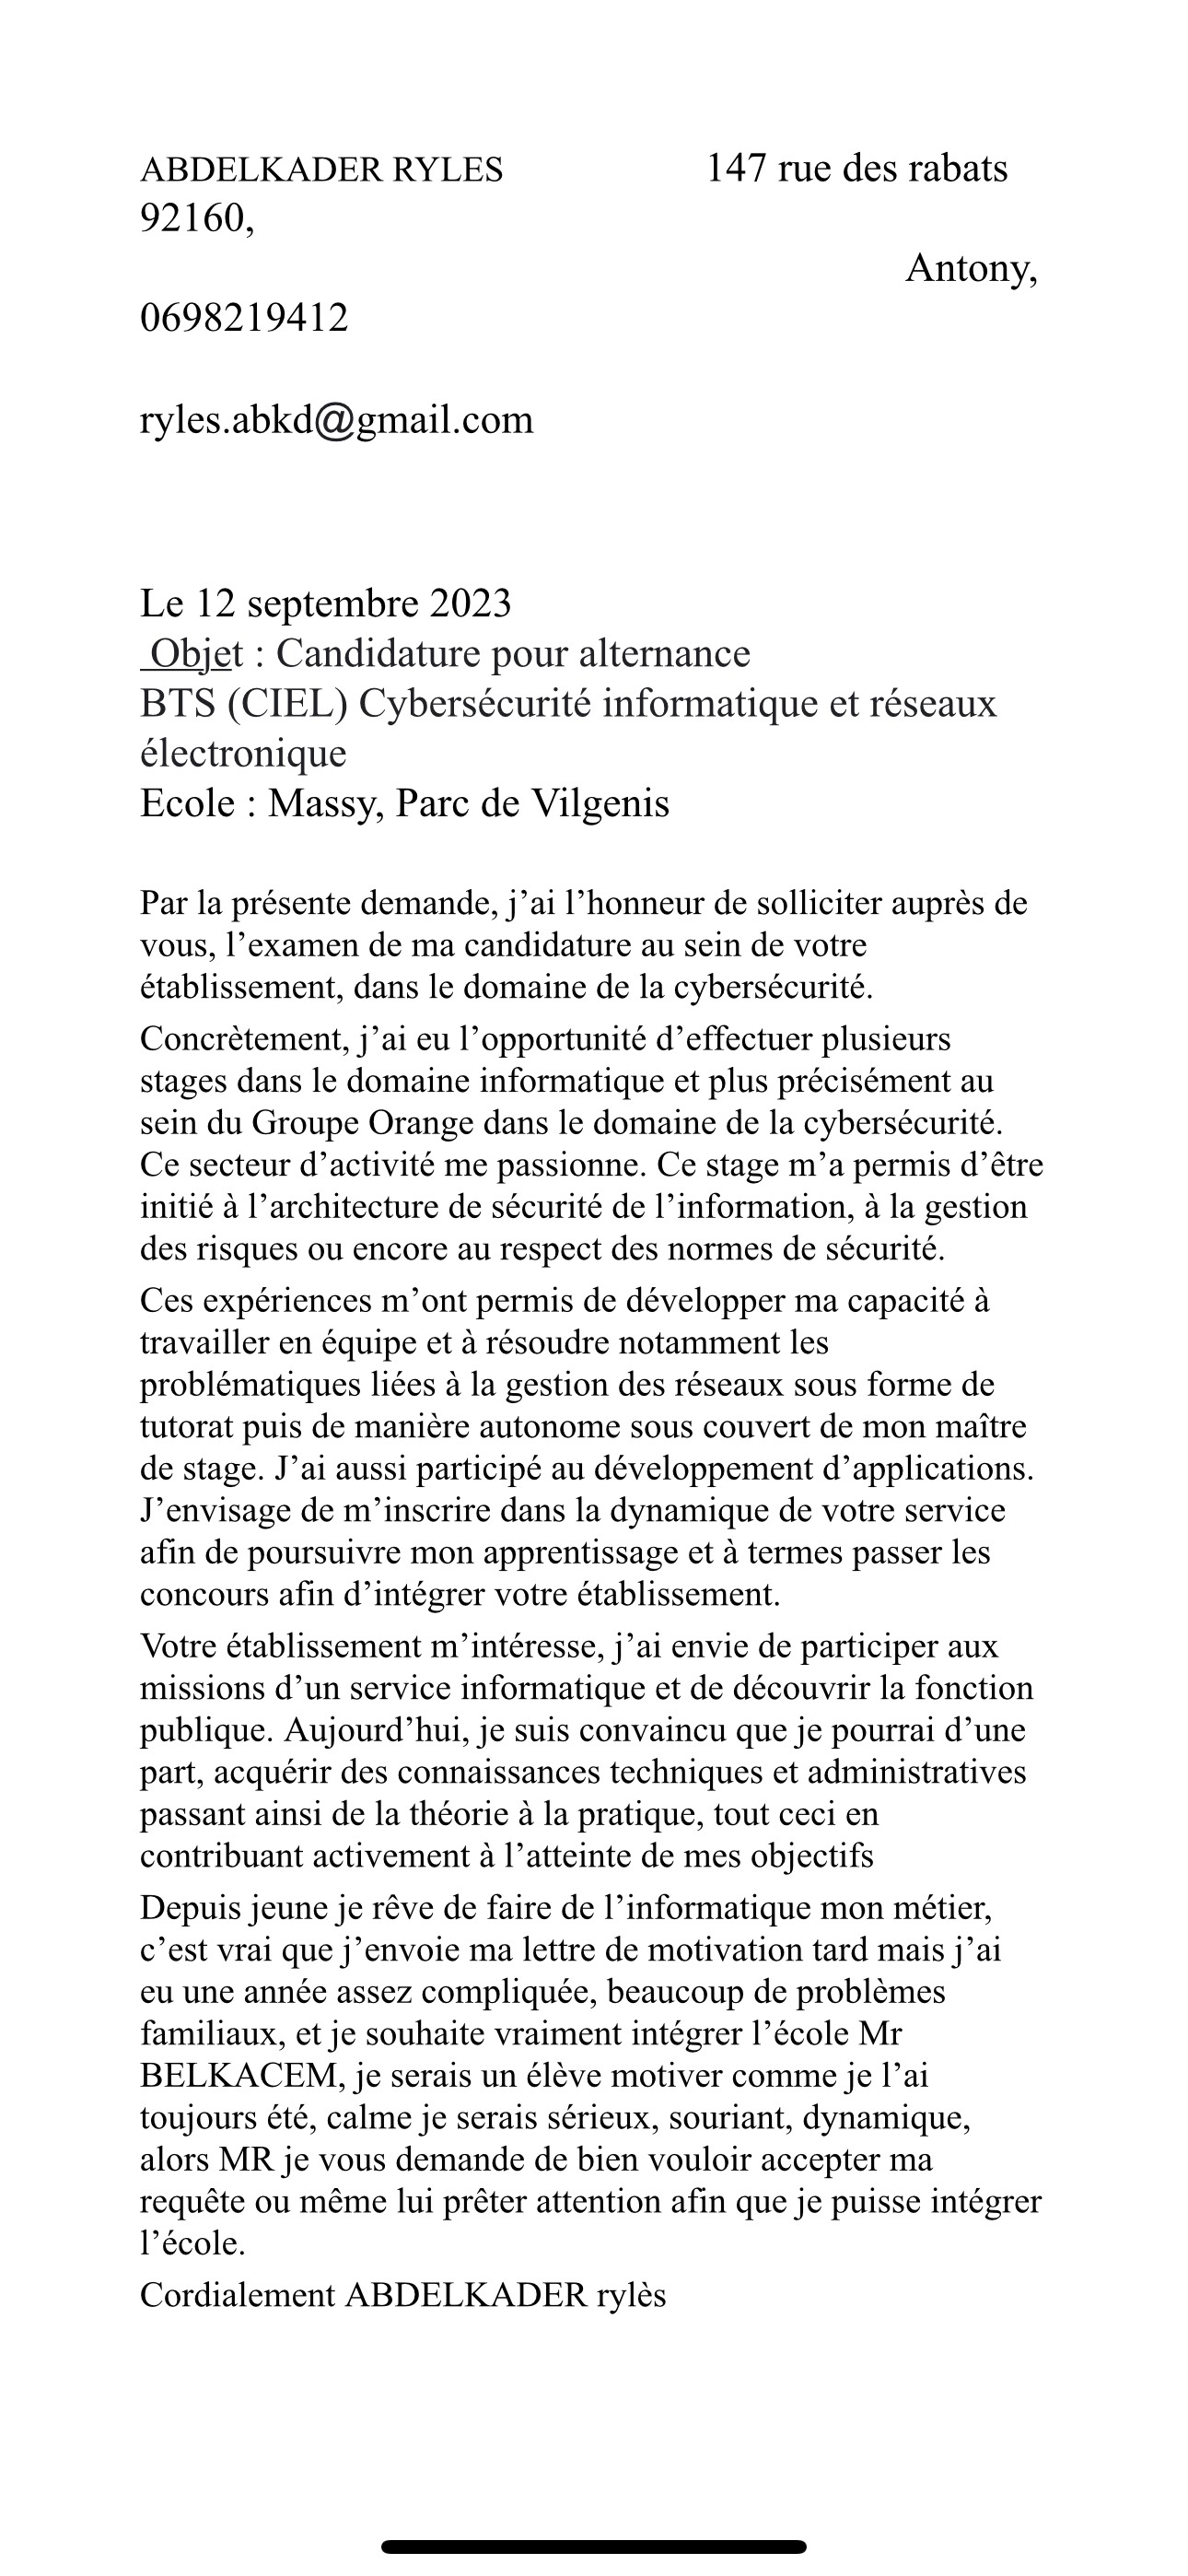 ABDELKADER RYLES 147 rue des rabats
92160,
Antony,
0698219412
ryles.abkd@gmail.com
Le 12 septembre 2023
Objet : Candidature pour alternance
BTS (CIEL) Cybersécurité informatique et réseaux
électronique
Ecole : Massy, Parc de Vilgenis
Par la présente demande, j’ai l’honneur de solliciter auprès de
vous, l’examen de ma candidature au sein de votre
établissement, dans le domaine de la cybersécurité.
Concrètement, j’ai eu l’opportunité d’effectuer plusieurs
stages dans le domaine informatique et plus précisément au
sein du Groupe Orange dans le domaine de la cybersécurité.
Ce secteur d’activité me passionne. Ce stage m’a permis d’être
initié à l’architecture de sécurité de l’information, à la gestion
des risques ou encore au respect des normes de sécurité.
Ces expériences m’ont permis de développer ma capacité à
travailler en équipe et à résoudre notamment les
problématiques liées à la gestion des réseaux sous forme de
tutorat puis de manière autonome sous couvert de mon maître
de stage. J’ai aussi participé au développement d’applications.
J’envisage de m’inscrire dans la dynamique de votre service
afin de poursuivre mon apprentissage et à termes passer les
concours afin d’intégrer votre établissement.
Votre établissement m’intéresse, j’ai envie de participer aux
missions d’un service informatique et de découvrir la fonction
publique. Aujourd’hui, je suis convaincu que je pourrai d’une
part, acquérir des connaissances techniques et administratives
passant ainsi de la théorie à la pratique, tout ceci en
contribuant activement à l’atteinte de mes objectifs
Depuis jeune je rêve de faire de l’informatique mon métier,
c’est vrai que j’envoie ma lettre de motivation tard mais j’ai
eu une année assez compliquée, beaucoup de problèmes
familiaux, et je souhaite vraiment intégrer l’école Mr
BELKACEM, je serais un élève motiver comme je l’ai
toujours été, calme je serais sérieux, souriant, dynamique,
alors MR je vous demande de bien vouloir accepter ma
requête ou même lui prêter attention afin que je puisse intégrer
l’école.
Cordialement ABDELKADER rylès